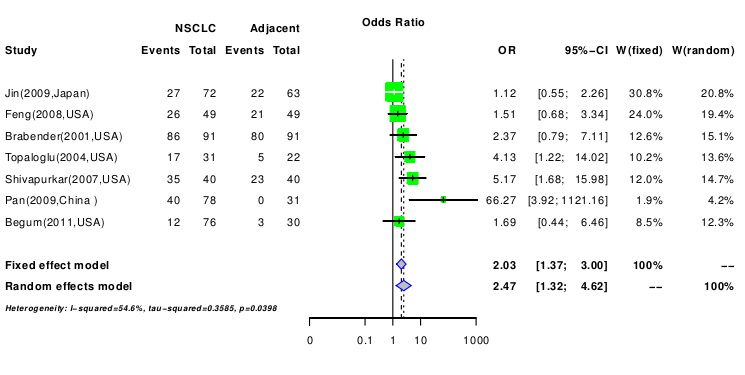 Odds Ratio
NSCLC Adjacent
Study Events Total Events Total OR 95%-CI W(fixed) W(random)
Jin(2009,Japan) 27 72 22 63 1.12 [0.55; 2.26] 30.8% 20.8%
Feng(2008,USA) 26 49 21 49 1.51 [0.68; 3.34] 24.0% 19.4%
Brabender(2001,USA) 86 91 80 91 2.37 [0.79; 7.11] 12.6% 15.1%
Topaloglu(2004,USA) 17 31 5 22 4.13 [1.22; 14.02] 10.2% 13.6%
Shivapurkar(2007,USA) 35 40 23 40 5.17 [1.68; 15.98] 12.0% 14.7%
Pan(2009,China ) 40 78 0 31 66.27 [3.92; 1121.16] 1.9% 4.2%
Begum(2011,USA) 12 76 3 30 1.69 [0.44; 6.46] 8.5% 12.3%
Fixed effect model 2.03 [1.37; 3.00] 100% --
Random effects model 2.47 [1.32; 4.62] -- 100%
Heterogeneity: I-squared=54.6%, tau-squared=0.3585, p=0.0398
0 0.1 1 10 1000